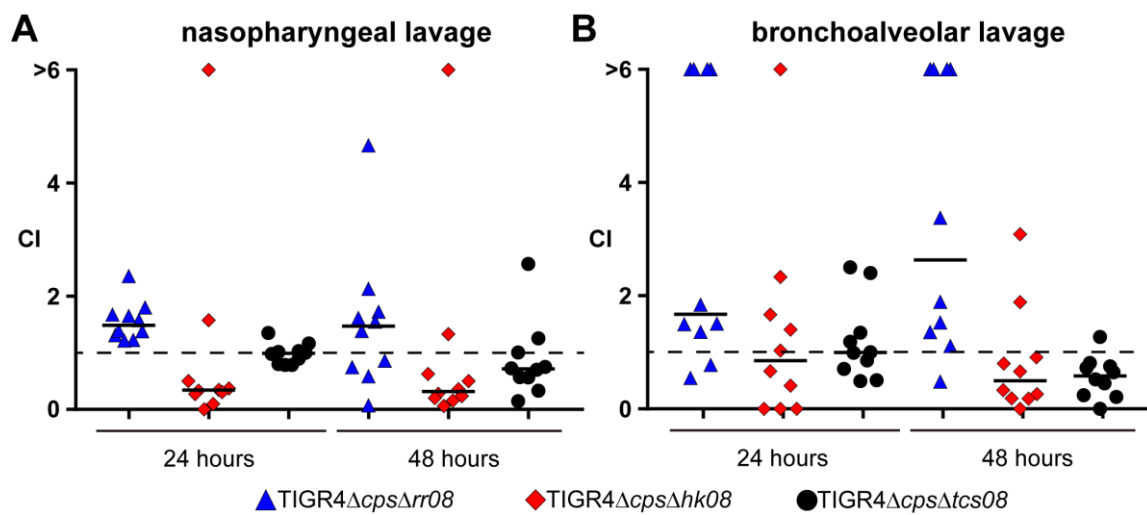 A nasopharyngeal lavage
>6
4
CI
2
0
24 hours 48 hours
B bronchoalveolar lavage
>6
4
CI
2
0
24 hours 48 hours
TIGR4ΔcpsΔrr08 TIGR4ΔcpsΔhk08 TIGR4ΔcpsΔtcs08